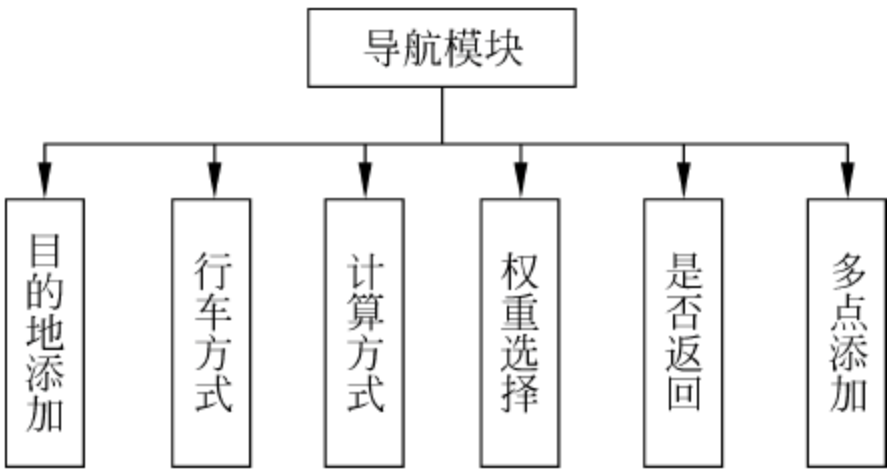 导航模块
目的地添加
行车方式
计算方式
权重选择
是否返回
多点添加